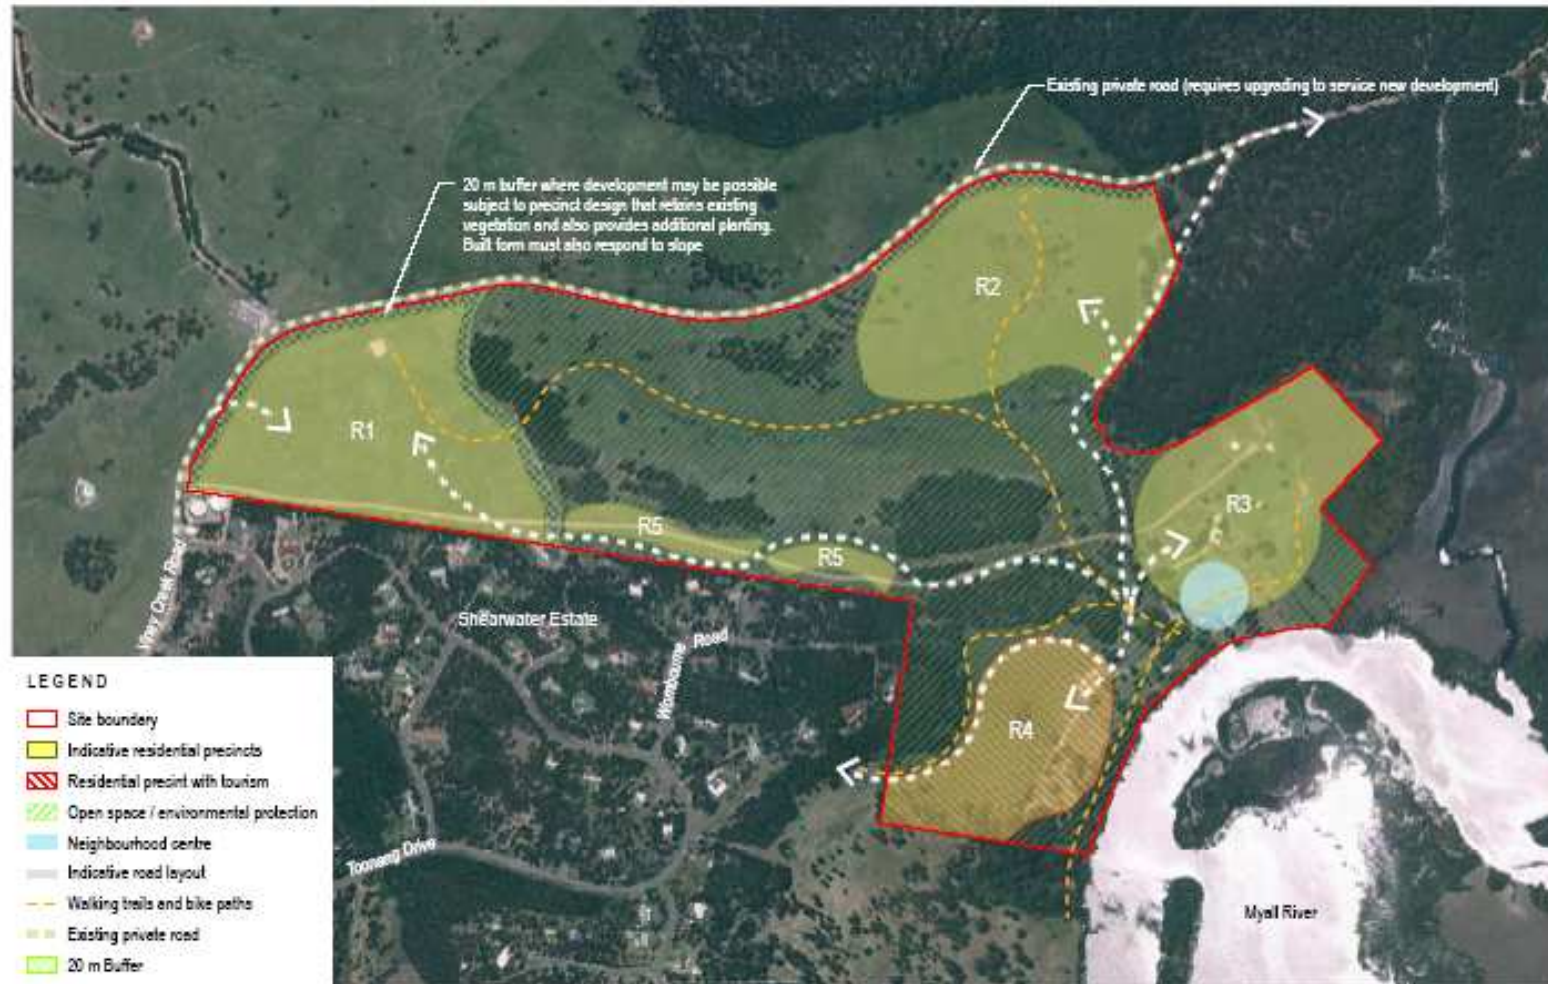 Existing private road (requires upgrading to service new development)
20 m buffer where development may be possible
subject to precinct design that retains existing
vegetation and also provides additional planting.
Built form must also respond to slope
R2
R1
R3
R5
R5
R4
Creek Road
Shearwater Estate
Road
Toonang Drive
Myall River
LEGEND
Site boundary
Indicative residential precincts
Residential precint with tourism
Open space / environmental protection
Neighbourhood centre
Indicative road layout
Walking trails and bike paths
Existing private road
20 m Buffer